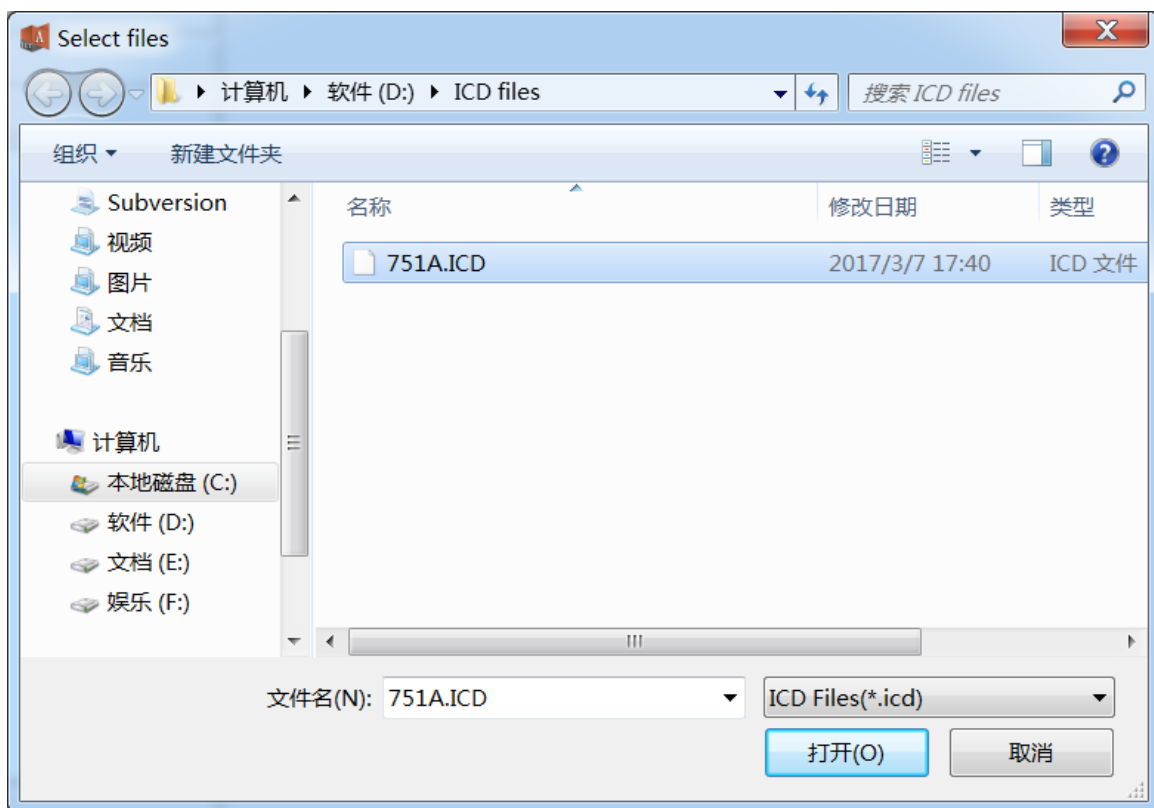 Select files
计算机 软件 (D:) ICD files
搜索 ICD files
组织 新建文件夹
Subversion
视频
图片
文档
音乐
计算机
本地磁盘 (C:)
软件 (D:)
文档 (E:)
娱乐 (F:)
名称 修改日期 类型
751A.ICD 2017/3/7 17:40 ICD 文件
文件名(N): 751A.ICD ICD Files(*.icd)
打开(O) 取消